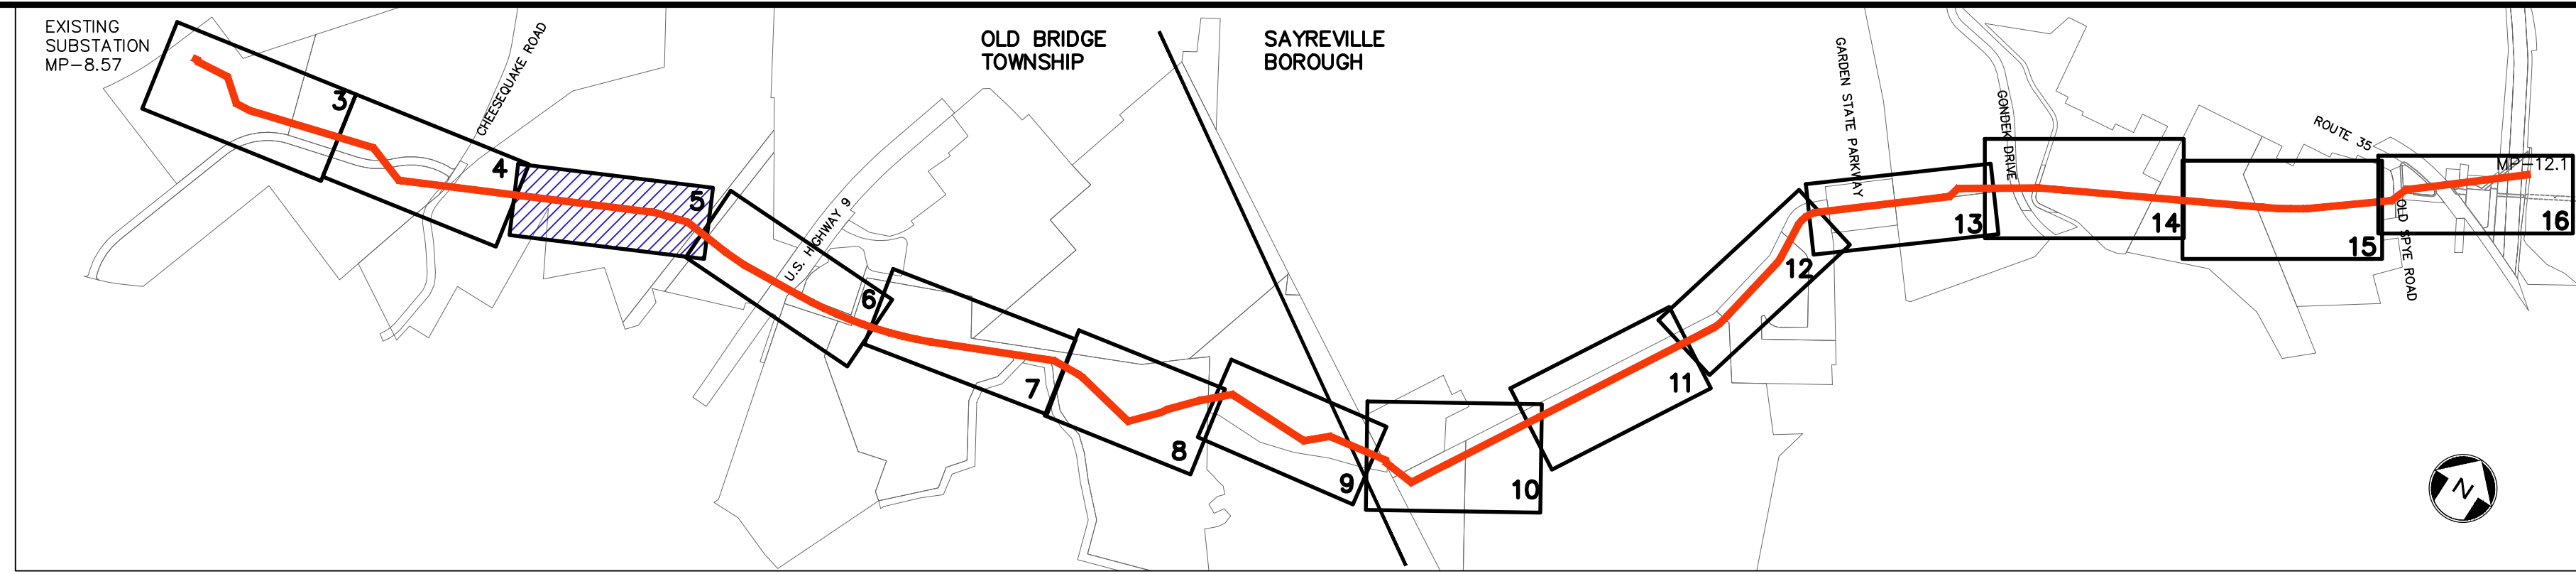 EXISTING
SUBSTATION
MP-8.57
CHEESEQUAKE ROAD
OLD BRIDGE
TOWNSHIP
SAYREVILLE
BOROUGH
GARDEN STATE PARKWAY
GONDEK DRIVE
ROUTE 35
MP-12.1
U.S. HIGHWAY 9
OLD SPYE ROAD
3
4
5
6
7
8
9
10
11
12
13
14
15
16
N